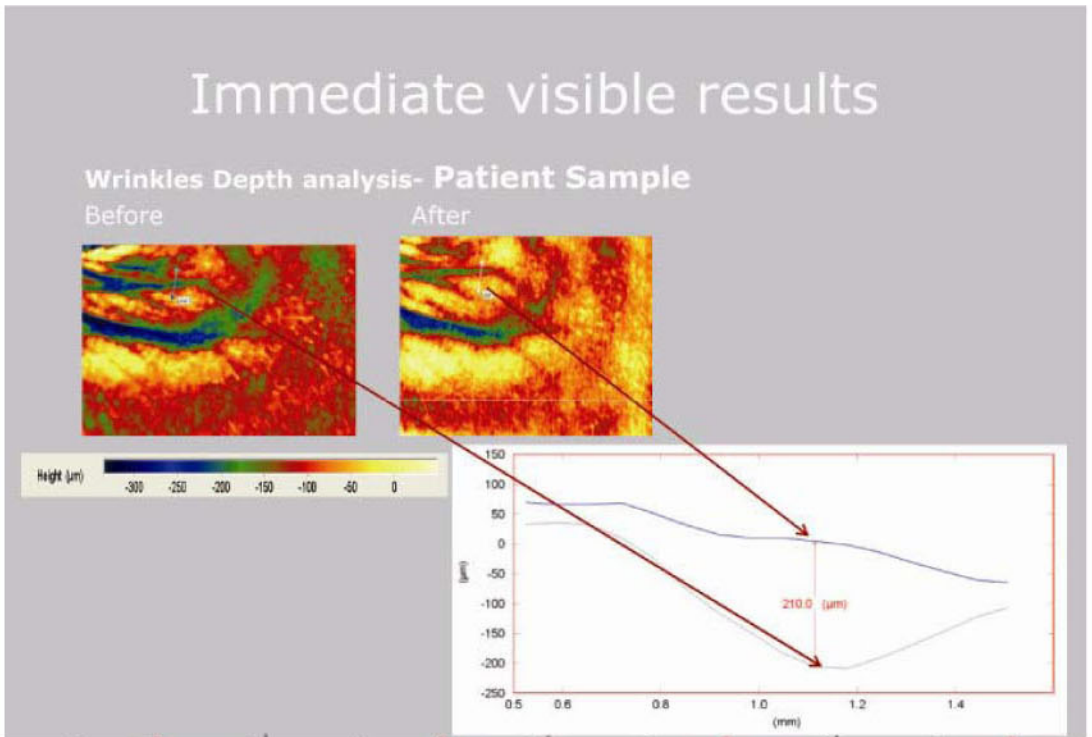 Immediate visible results
Wrinkles Depth analysis- Patient Sample
Before After
Height (µm)
-300 -250 -200 -150 -100 -50 0
150
100
50
0
-50
-100
-150
-200
-250
(µm)
210.0 (µm)
0.5 0.6 0.8 1.0 1.2 1.4
(mm)